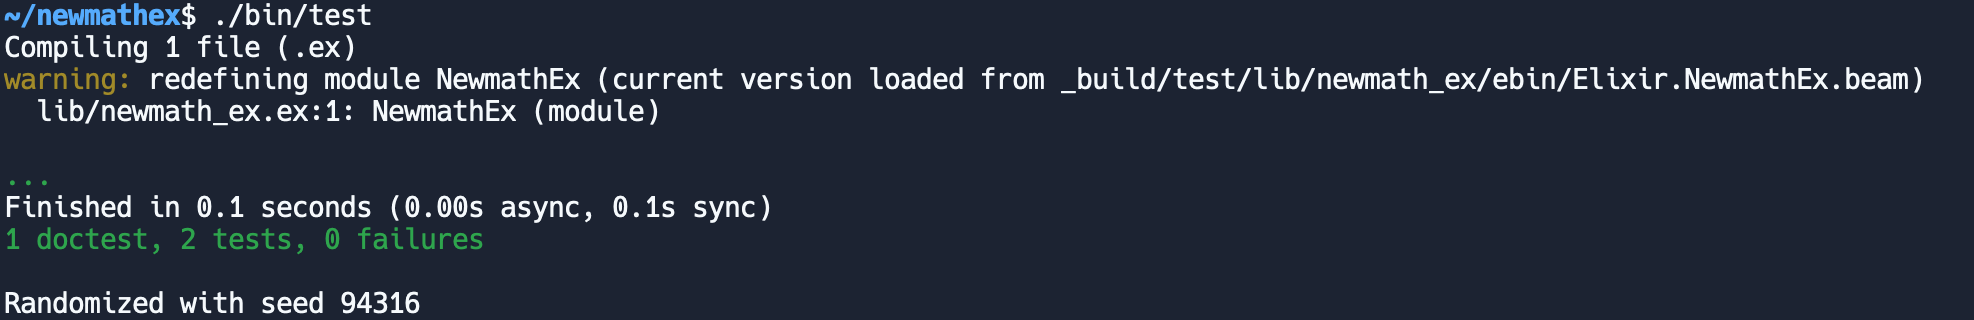 ~/newmathex$ ./bin/test
Compiling 1 file (.ex)
warning: redefining module NewmathEx (current version loaded from _build/test/lib/newmath_ex/ebin/Elixir.NewmathEx.beam)
  lib/newmath_ex.ex:1: NewmathEx (module)
...
Finished in 0.1 seconds (0.00s async, 0.1s sync)
1 doctest, 2 tests, 0 failures
Randomized with seed 94316